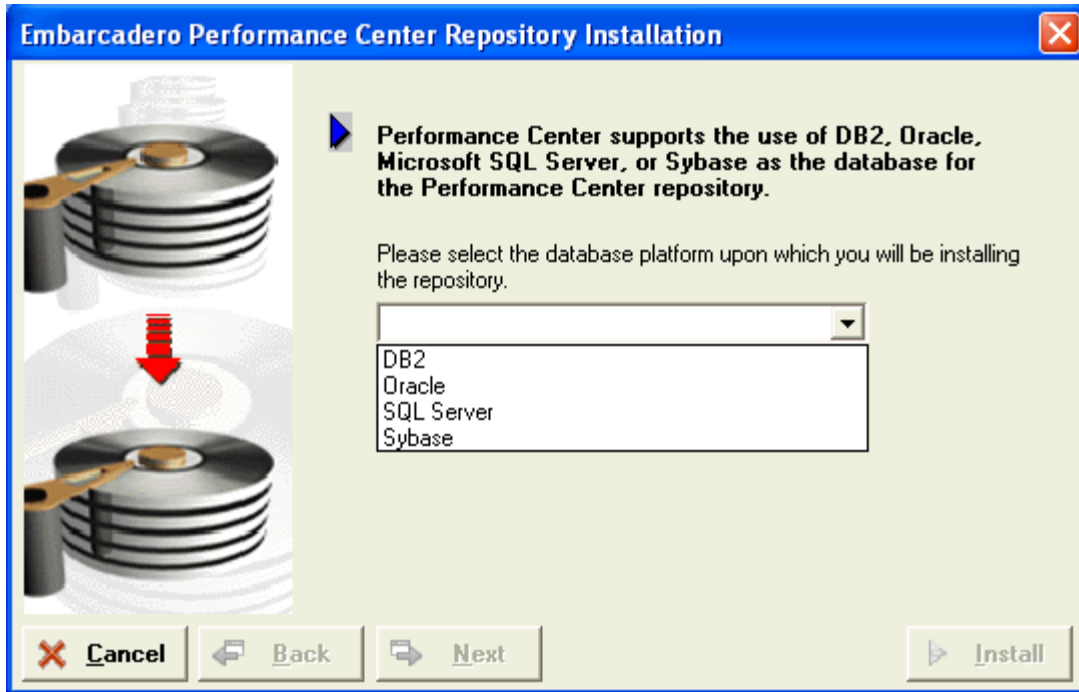 Embarcadero Performance Center Repository Installation
Performance Center supports the use of DB2, Oracle,
Microsoft SQL Server, or Sybase as the database for
the Performance Center repository.
Please select the database platform upon which you will be installing
the repository.
DB2
Oracle
SQL Server
Sybase
Cancel
Back
Next
Install